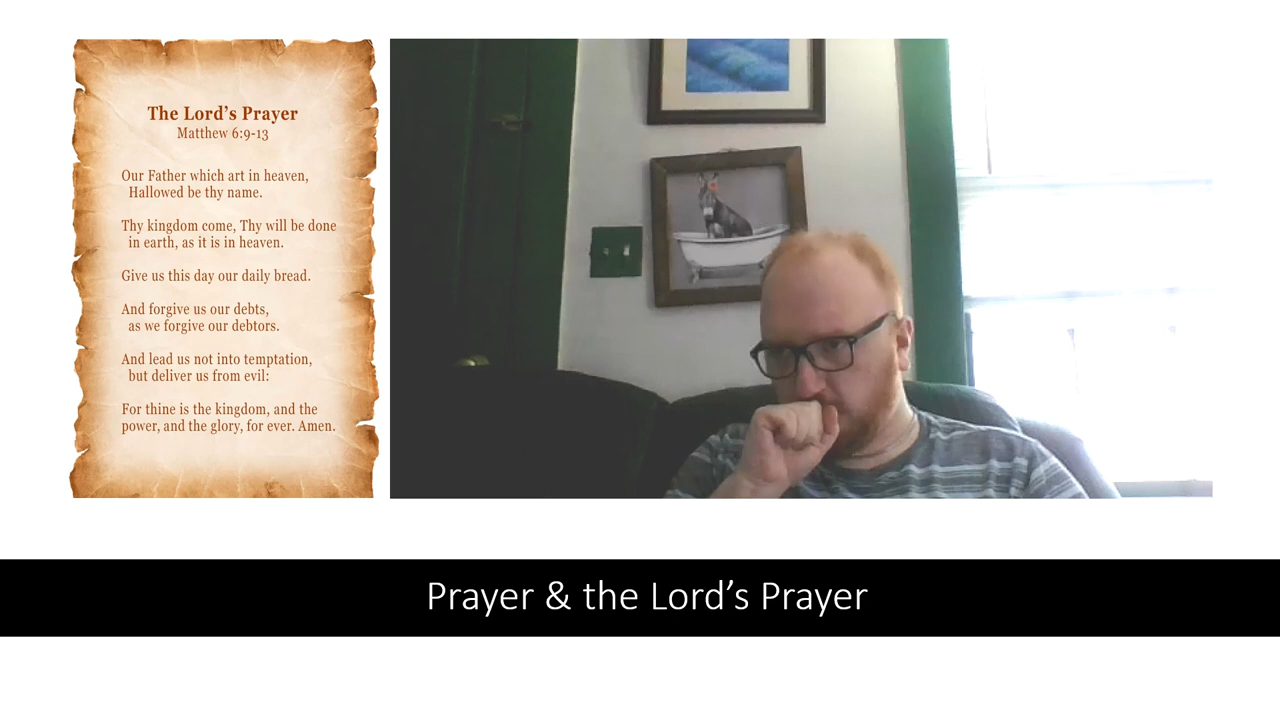 The Lord’s Prayer
Matthew 6:9-13
Our Father which art in heaven,
Hallowed be thy name.
Thy kingdom come, Thy will be done
in earth, as it is in heaven.
Give us this day our daily bread.
And forgive us our debts,
as we forgive our debtors.
And lead us not into temptation,
but deliver us from evil:
For thine is the kingdom, and the
power, and the glory, for ever. Amen.
Prayer & the Lord’s Prayer